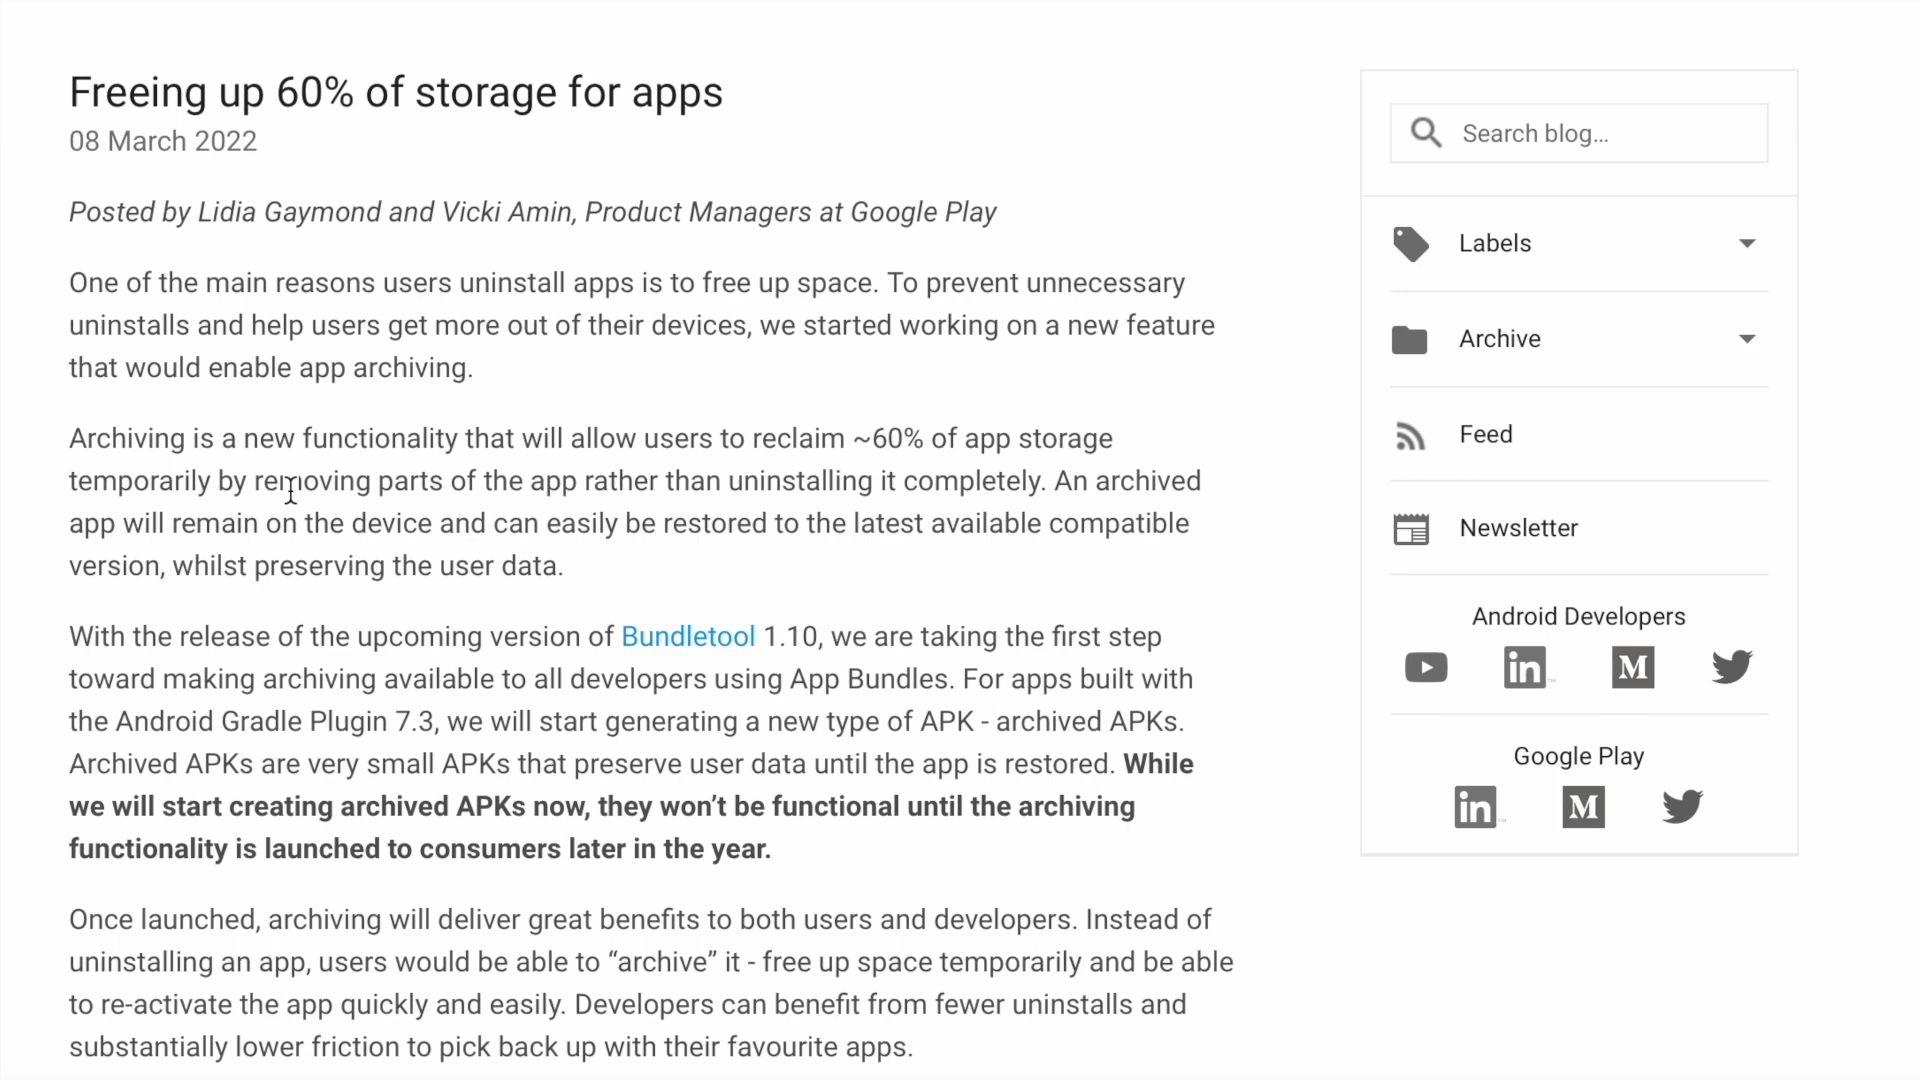 Freeing up 60% of storage for apps
08 March 2022
Posted by Lidia Gaymond and Vicki Amin, Product Managers at Google Play
One of the main reasons users uninstall apps is to free up space. To prevent unnecessary
uninstalls and help users get more out of their devices, we started working on a new feature
that would enable app archiving.
Archiving is a new functionality that will allow users to reclaim ~60% of app storage
temporarily by removing parts of the app rather than uninstalling it completely. An archived
app will remain on the device and can easily be restored to the latest available compatible
version, whilst preserving the user data.
With the release of the upcoming version of Bundletool 1.10, we are taking the first step
toward making archiving available to all developers using App Bundles. For apps built with
the Android Gradle Plugin 7.3, we will start generating a new type of APK - archived APKs.
Archived APKs are very small APKs that preserve user data until the app is restored. While
we will start creating archived APKs now, they won’t be functional until the archiving
functionality is launched to consumers later in the year.
Once launched, archiving will deliver great benefits to both users and developers. Instead of
uninstalling an app, users would be able to “archive” it - free up space temporarily and be able
to re-activate the app quickly and easily. Developers can benefit from fewer uninstalls and
substantially lower friction to pick back up with their favourite apps.
Search blog...
Labels
Archive
Feed
Newsletter
Android Developers
in M
Google Play
in M